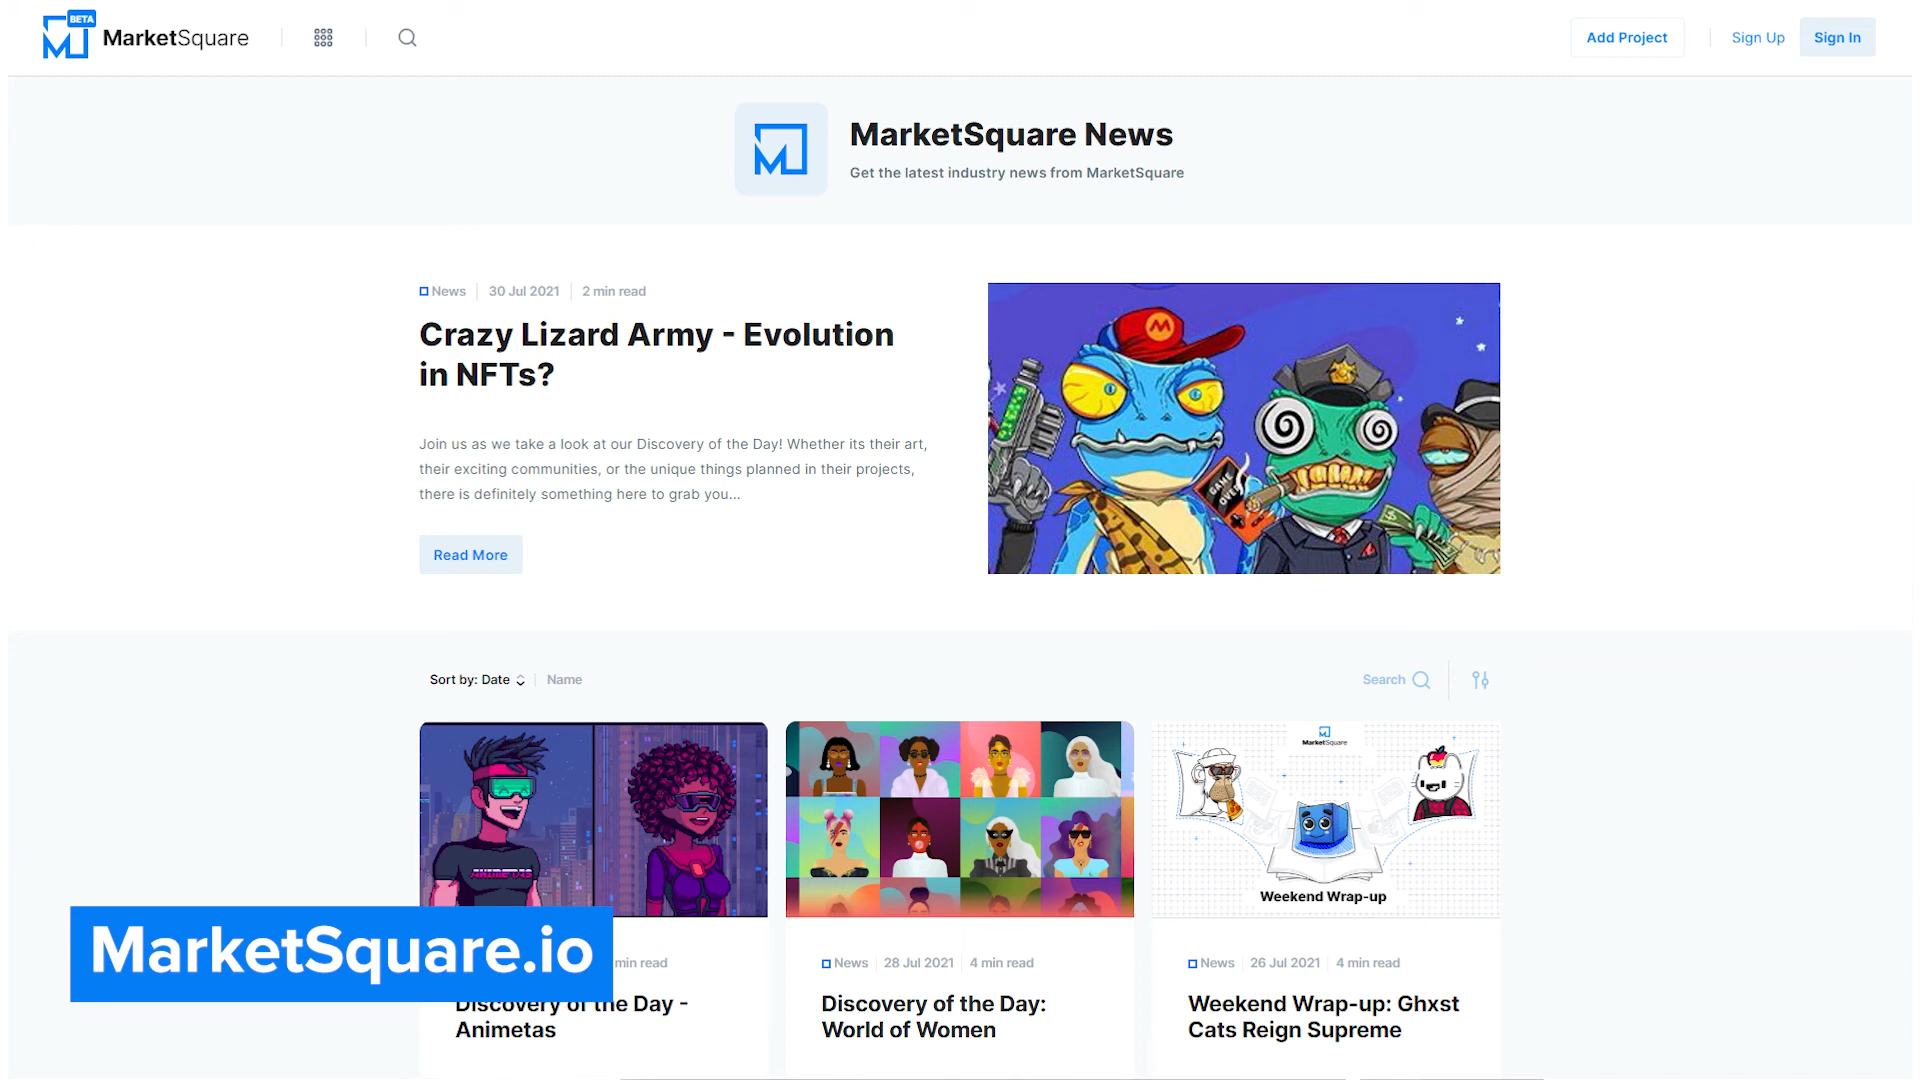 BETA
MarketSquare
Add Project
Sign Up
Sign In
MarketSquare News
Get the latest industry news from MarketSquare
News
30 Jul 2021
2 min read
Crazy Lizard Army - Evolution
in NFTs?
Join us as we take a look at our Discovery of the Day! Whether its their art,
their exciting communities, or the unique things planned in their projects,
there is definitely something here to grab you...
Read More
GAME
OVER
Sort by: Date
Name
Search
ANIMETAS
MarketSquare
Weekend Wrap-up
MarketSquare.io
min read
Discovery of the Day -
Animetas
News
28 Jul 2021
4 min read
Discovery of the Day:
World of Women
News
26 Jul 2021
4 min read
Weekend Wrap-up: Ghxst
Cats Reign Supreme